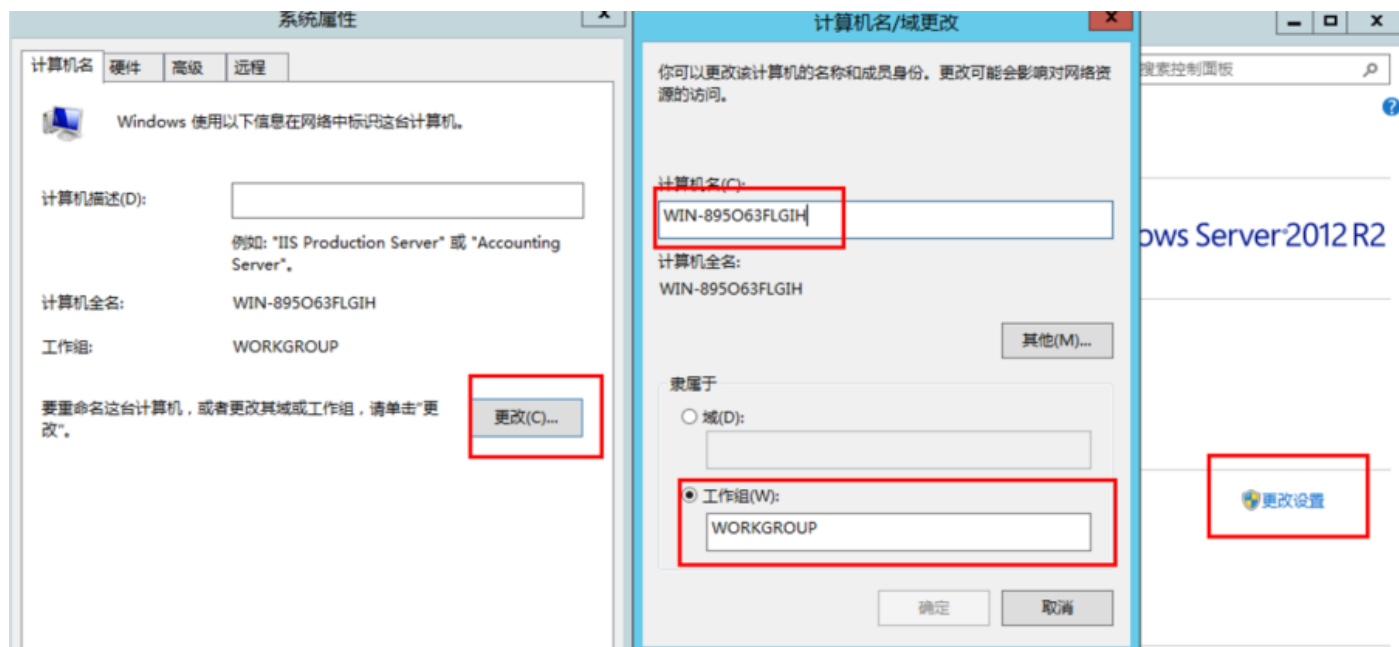 系统属性
计算机名 硬件 高级 远程
Windows 使用以下信息在网络中标识这台计算机。
计算机描述(D):
例如: "IIS Production Server" 或 "Accounting
Server"。
计算机全名: WIN-895O63FLGIH
工作组: WORKGROUP
要重命名这台计算机，或者更改其域或工作组，请单击"更
改"。
更改(C)...
计算机名/域更改
你可以更改该计算机的名称和成员身份。更改可能会影响对网络资
源的访问。
计算机名(C):
WIN-895O63FLGIH
计算机全名:
WIN-895O63FLGIH
其他(M)...
隶属于
域(D):
工作组(W):
WORKGROUP
确定 取消
搜索控制面板
ows Server 2012 R2
更改设置